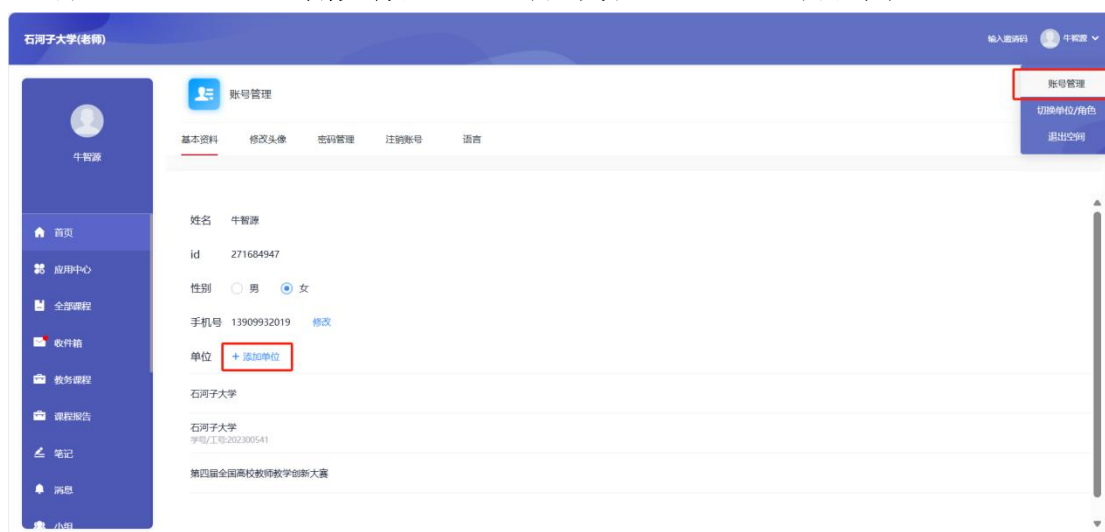 石河子大学(老师)
输入邀请码 牛智源
账号管理
切换单位/角色
退出空间
牛智源
账号管理
基本资料 修改头像 密码管理 注销账号 语言
首页
应用中心
全部课程
收件箱
教务课程
课程报告
笔记
消息
小组
姓名 牛智源
id 271684947
性别 男 女
手机号 13909932019 修改
单位 + 添加单位
石河子大学
石河子大学
学号/工号:202300541
第四届全国高校教师教学创新大赛